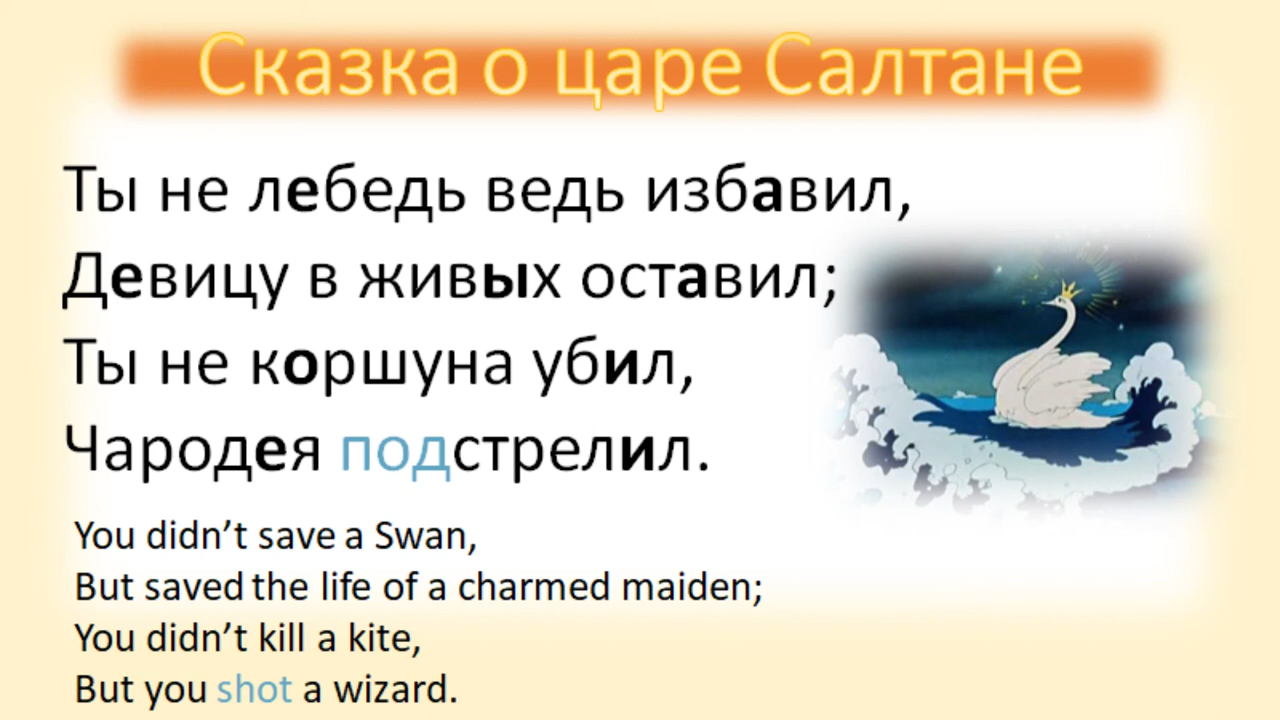 Сказка о царе Салтане
Ты не лебедь ведь избавил,
Девицу в живых оставил;
Ты не коршуна убил,
Чародея подстрелил.
You didn’t save a Swan,
But saved the life of a charmed maiden;
You didn’t kill a kite,
But you shot a wizard.